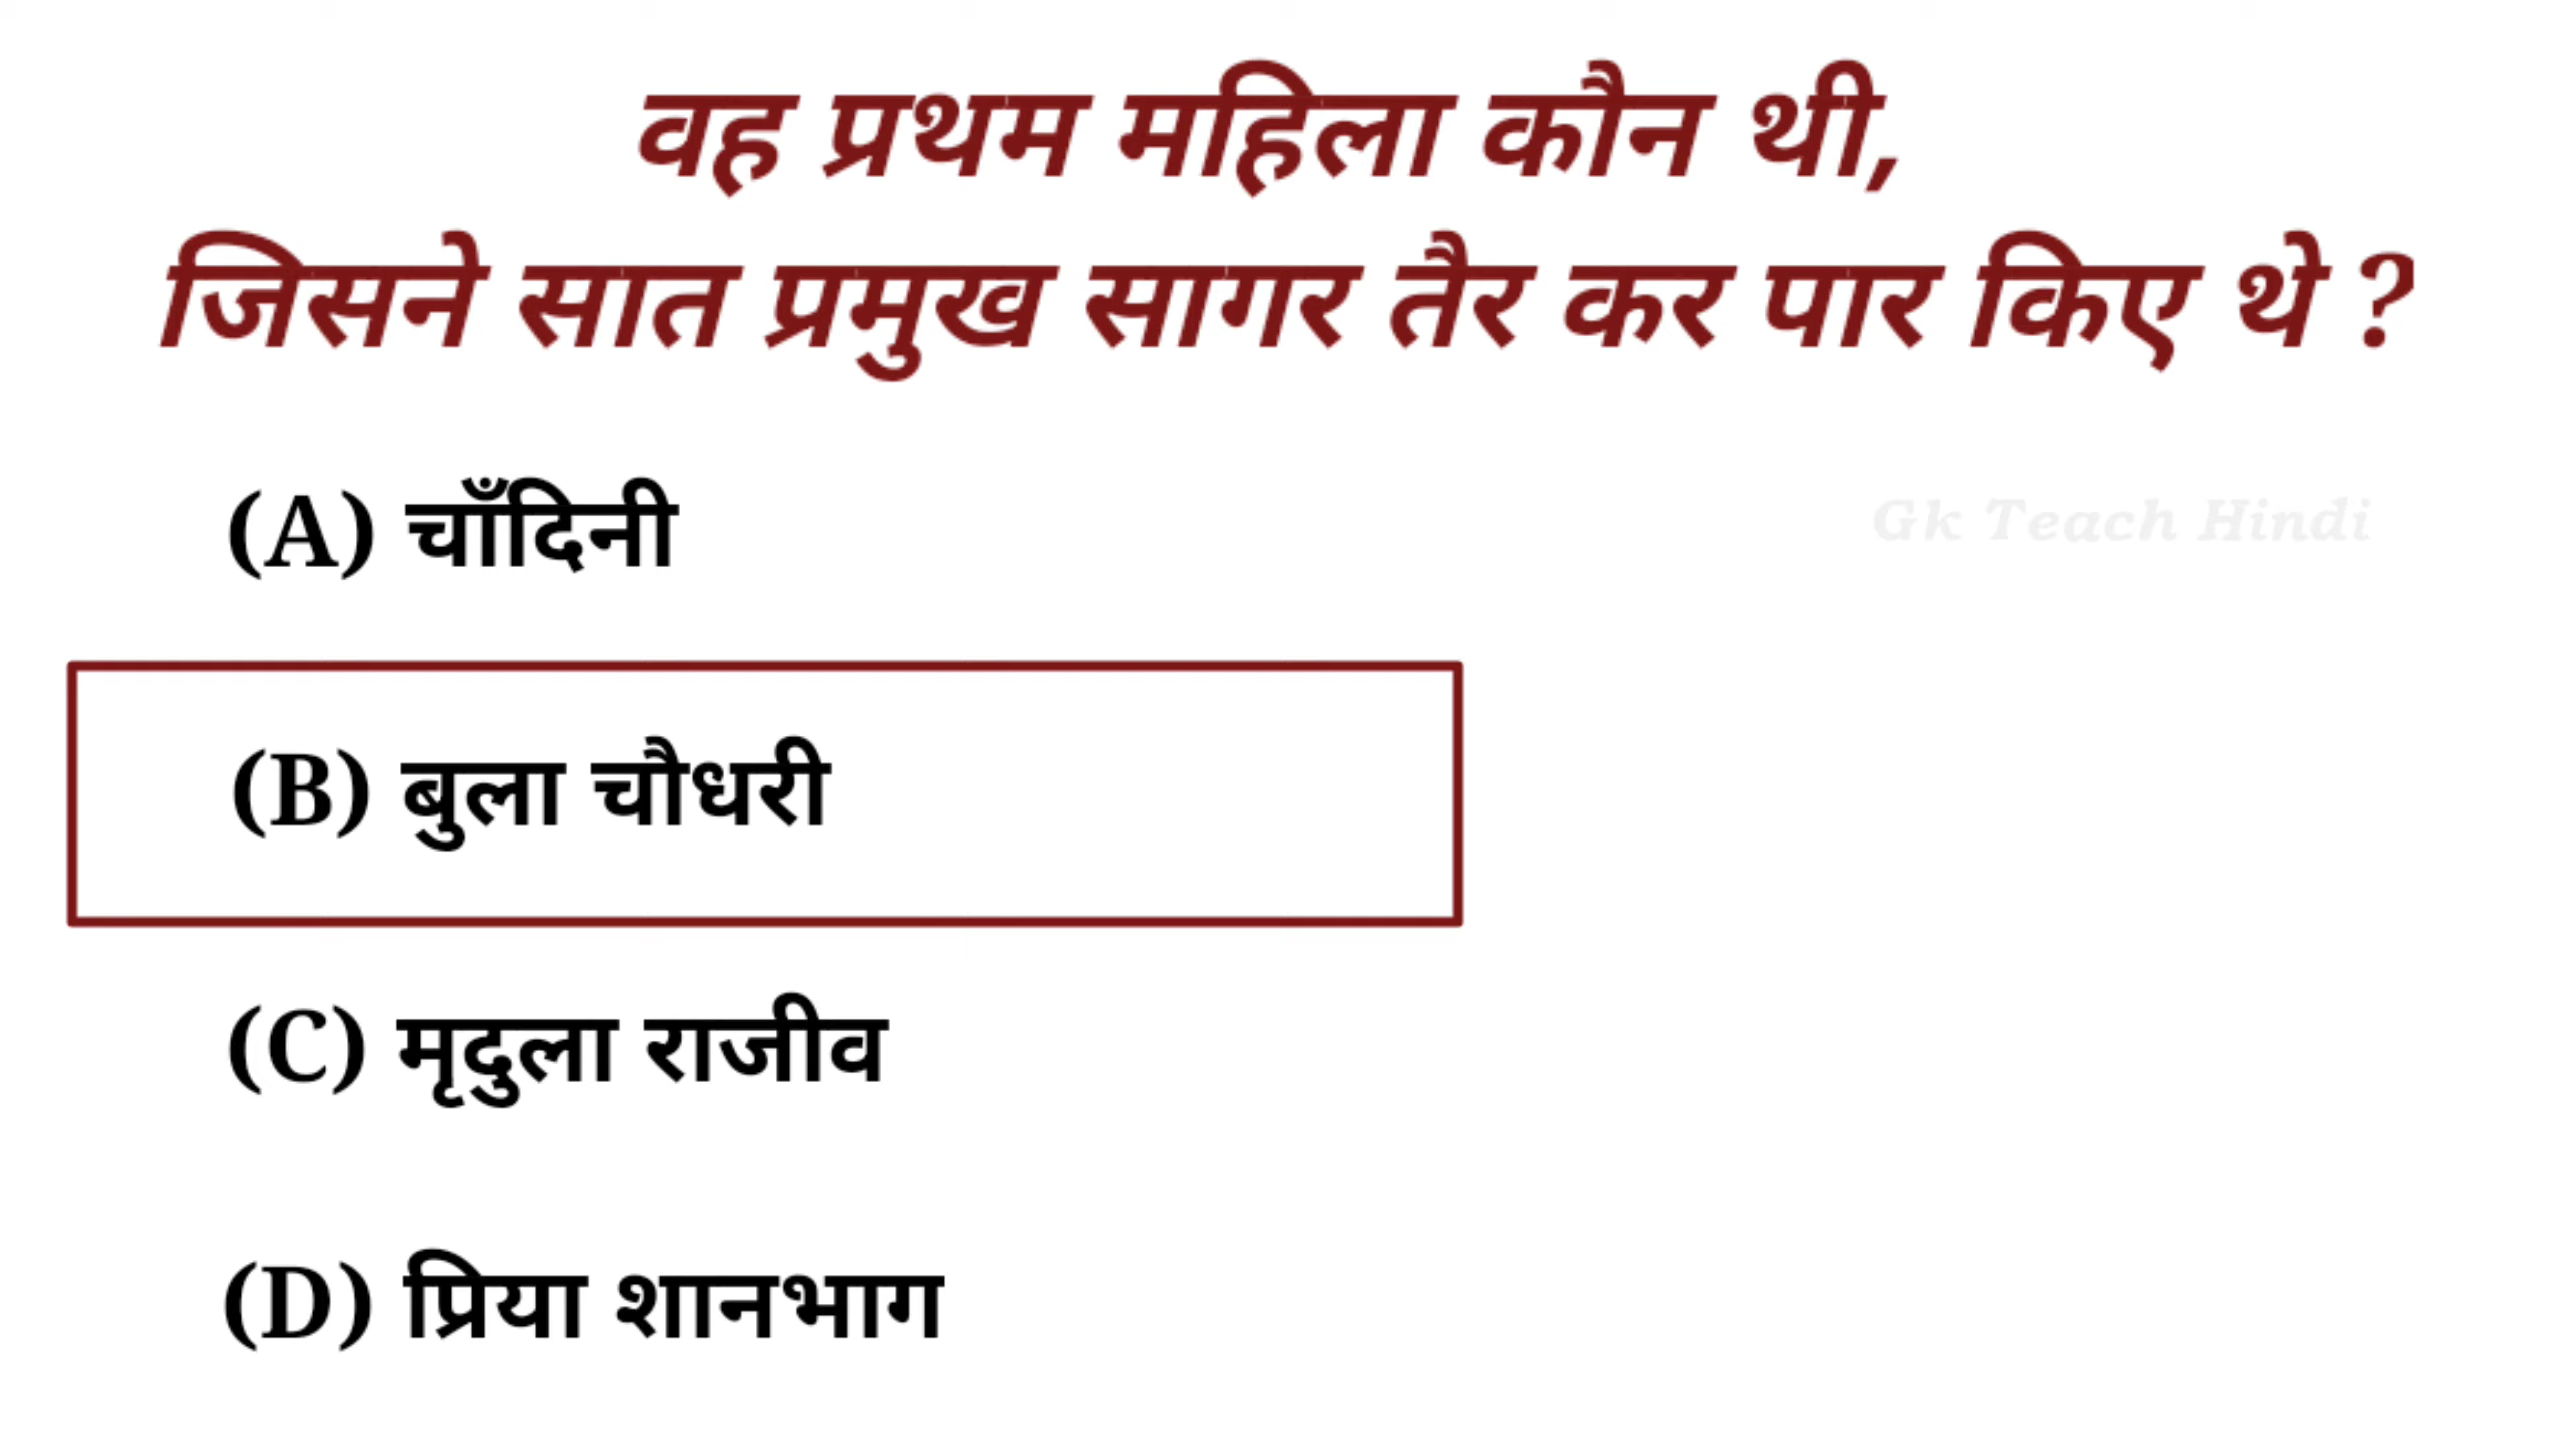 वह प्रथम महिला कौन थी,
जिसने सात प्रमुख सागर तैर कर पार किए थे ?
(A) चाँदिनी
Gk Teach Hindi
(B) बुला चौधरी
(C) मृदुला राजीव
(D) प्रिया शानभाग